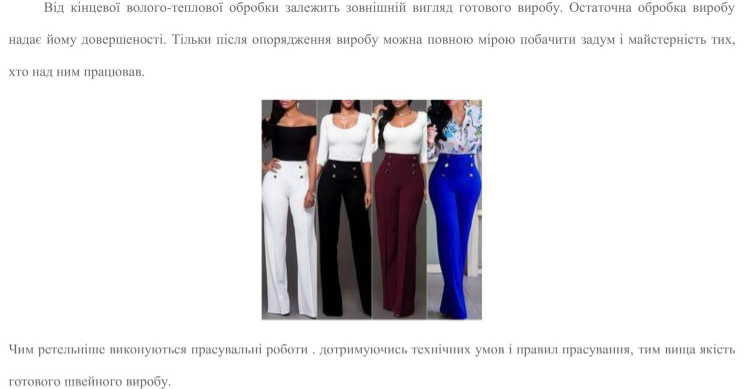 Від кінцевої волого-теплової обробки залежить зовнішній вигляд готового виробу. Остаточна обробка виробу
надає йому довершеності. Тільки після опорядження виробу можна повною мірою побачити задум і майстерність тих,
хто над ним працював.
Чим ретельніше виконуються прасувальні роботи . дотримуючись технічних умов і правил прасування, тим вища якість
готового швейного виробу.